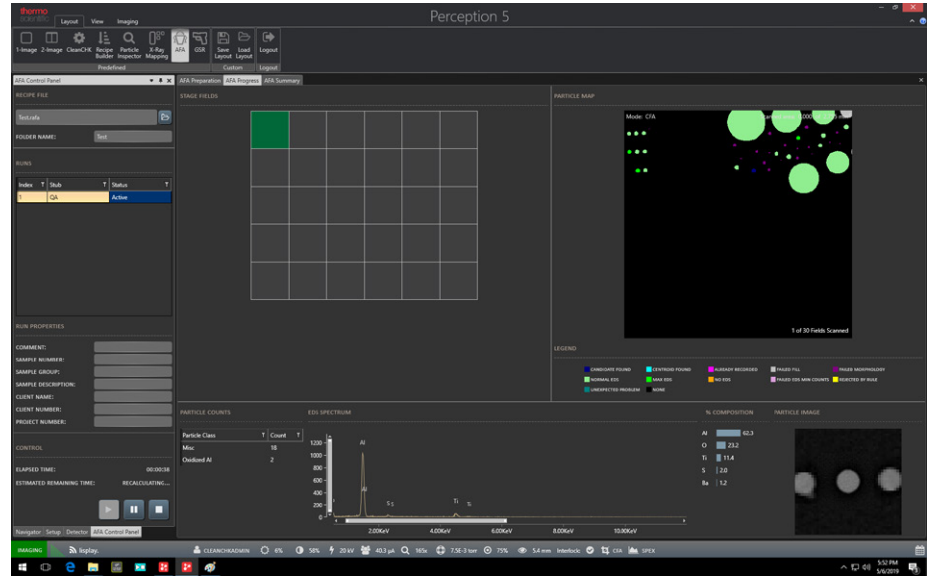 thermo
scientific
Layout View Imaging
Perception 5
1-Image 2-Image CleanCHK Recipe Builder Particle Inspector X-Ray Mapping AFA GSR Save Layout Load Layout Logout
Predefined Custom Logout
AFA Control Panel
AFA Preparation AFA Progress AFA Summary
RECIPE FILE
Test.rafa
FOLDER NAME: Test
RUNS
Index Stub Status
1 QA Active
RUN PROPERTIES
COMMENT:
SAMPLE NUMBER:
SAMPLE GROUP:
SAMPLE DESCRIPTION:
CLIENT NAME:
CLIENT NUMBER:
PROJECT NUMBER:
CONTROL
ELAPSED TIME: 00:00:38
ESTIMATED REMAINING TIME: RECALCULATING...
Navigator Setup Detector AFA Control Panel
STAGE FIELDS
PARTICLE MAP
Mode: CFA
1 of 30 Fields Scanned
LEGEND
CANDIDATE FOUND CENTROID FOUND ALREADY RECORDED FAILED FILL FAILED MORPHOLOGY
NORMAL EDS MAX EDS NO EDS FAILED EDS MIN COUNTS REJECTED BY RULE
UNEXPECTED PROBLEM NONE
PARTICLE COUNTS
Particle Class Count
Misc 18
Oxidized Al 2
EDS SPECTRUM
1200
1000
800
600
400
200
0
Al
Al
S S
Ti
Ti
2.00KeV 4.00KeV 6.00KeV 8.00KeV 10.00KeV
% COMPOSITION
Al 62.3
O 23.2
Ti 11.4
S 2.0
Ba 1.2
PARTICLE IMAGE
IMAGING
CLEANCHKADMIN 6% 58% 20 kV 40.3 µA 165x 7.5E-3 torr 75% 5.4 mm Interlock: CFA SPEX
5:52 PM
5/6/2019